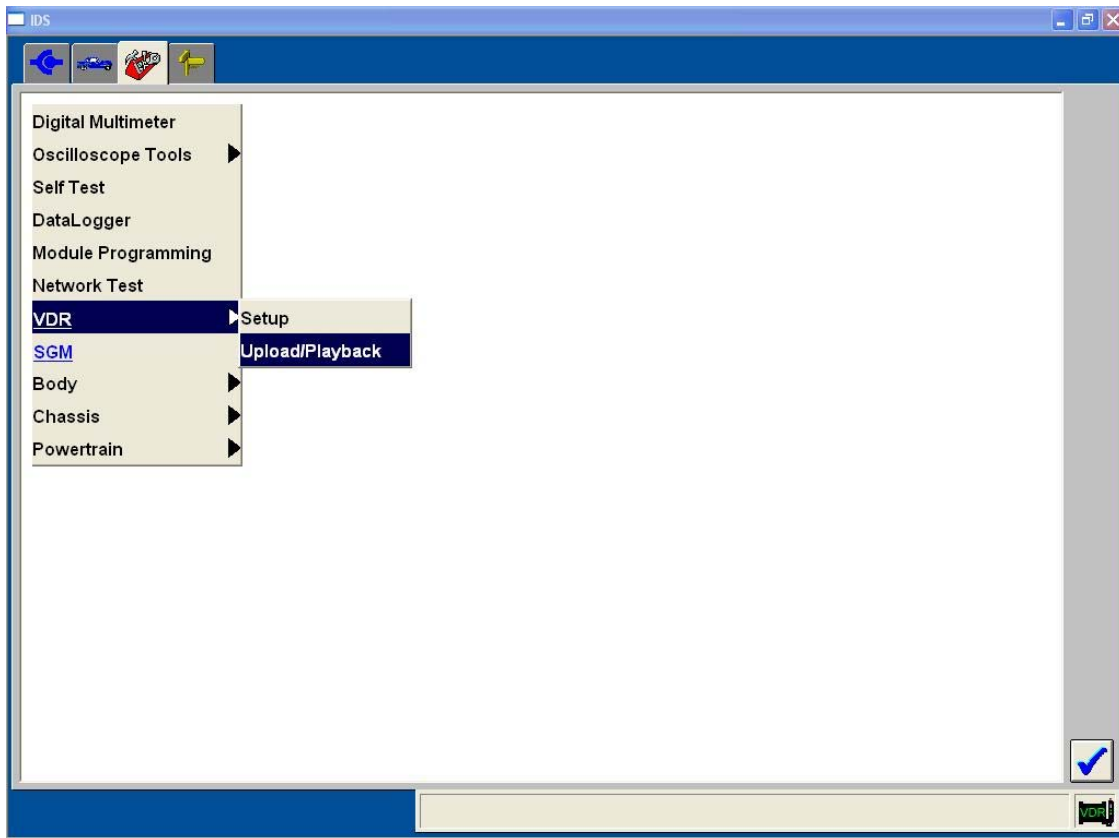 IDS
Digital Multimeter
Oscilloscope Tools
Self Test
DataLogger
Module Programming
Network Test
VDR
Setup
SGM
Upload/Playback
Body
Chassis
Powertrain
VDR